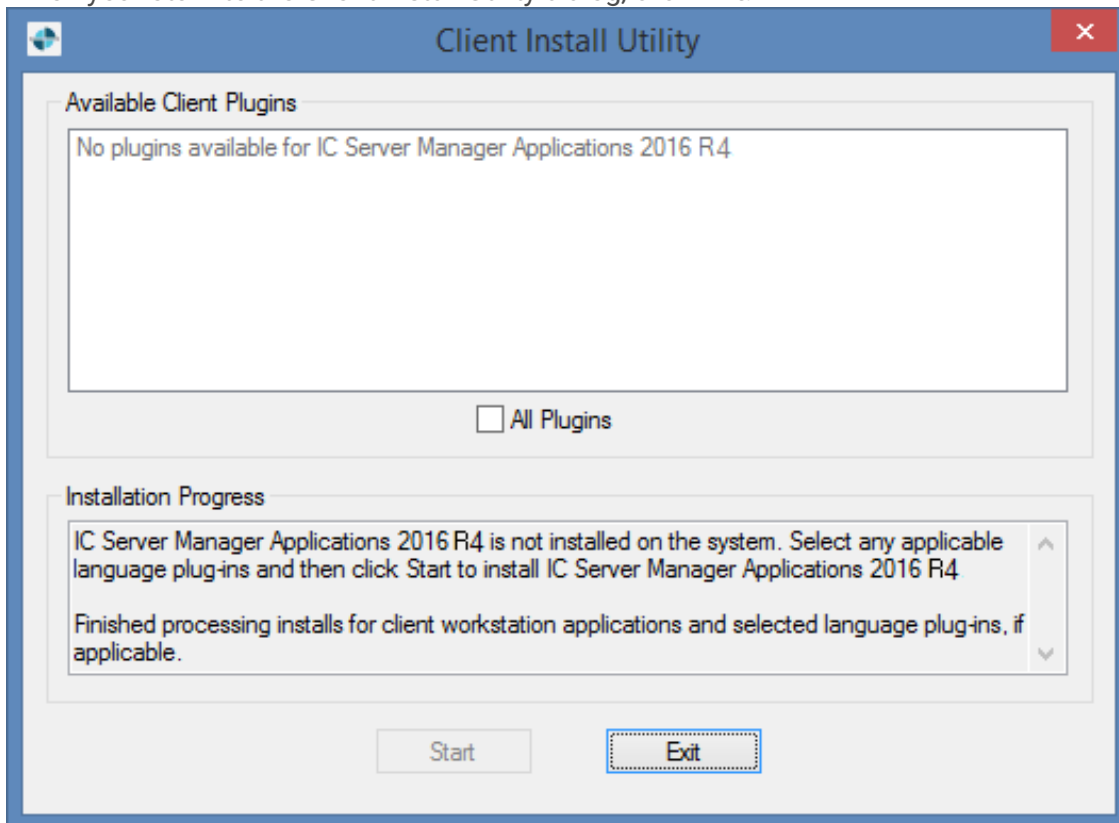 Client Install Utility
Available Client Plugins
No plugins available for IC Server Manager Applications 2016 R4
All Plugins
Installation Progress
IC Server Manager Applications 2016 R4 is not installed on the system. Select any applicable
language plug-ins and then click Start to install IC Server Manager Applications 2016 R4
Finished processing installs for client workstation applications and selected language plug-ins, if
applicable.
Start
Exit